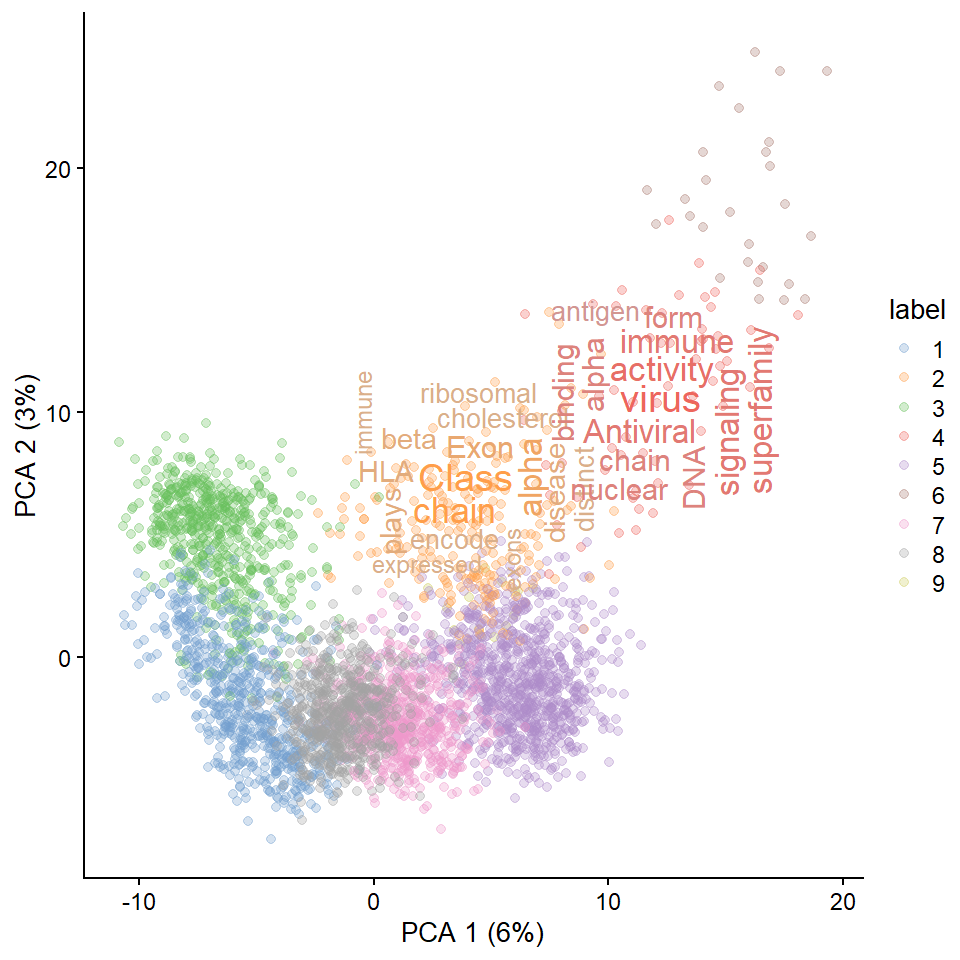 20
10
0
-10
0
10
20
PCA 2 (3%)
PCA 1 (6%)
label
1
2
3
4
5
6
7
8
9
antigen
form
immune
activity
virus
Antiviral
chain
nuclear
binding
alpha
DNA
signaling
superfamily
immune
ribosomal
cholesterol
beta
Exon
HLA
Class
chain
plays
encode
expressed
exons
alpha
disease
distinct